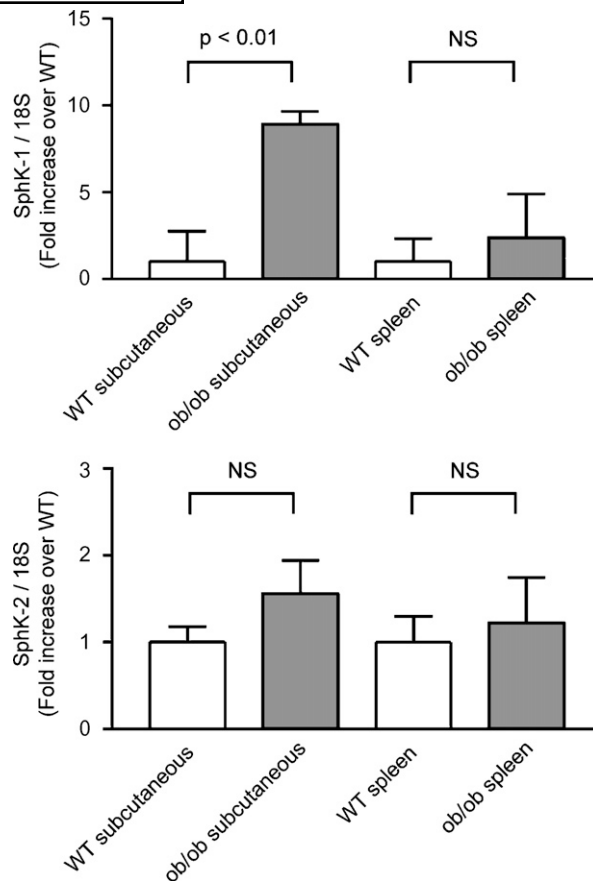 15
10
5
0
SphK-1 / 18S
(Fold increase over WT)
p < 0.01
NS
WT subcutaneous
ob/ob subcutaneous
WT spleen
ob/ob spleen
3
2
1
0
SphK-2 / 18S
(Fold increase over WT)
NS
NS
WT subcutaneous
ob/ob subcutaneous
WT spleen
ob/ob spleen